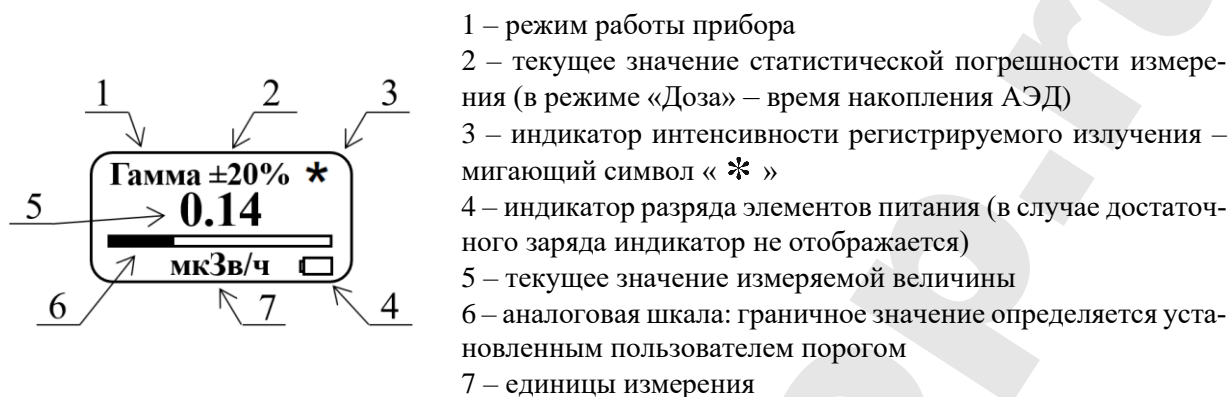 1 – режим работы прибора
2 – текущее значение статистической погрешности измере-
ния (в режиме «Доза» – время накопления АЭД)
3 – индикатор интенсивности регистрируемого излучения –
мигающий символ « * »
4 – индикатор разряда элементов питания (в случае достаточ-
ного заряда индикатор не отображается)
5 – текущее значение измеряемой величины
6 – аналоговая шкала: граничное значение определяется уста-
новленным пользователем порогом
7 – единицы измерения
1 2 3
Гамма ±20% *
5 0.14
мкЗв/ч
6 7 4